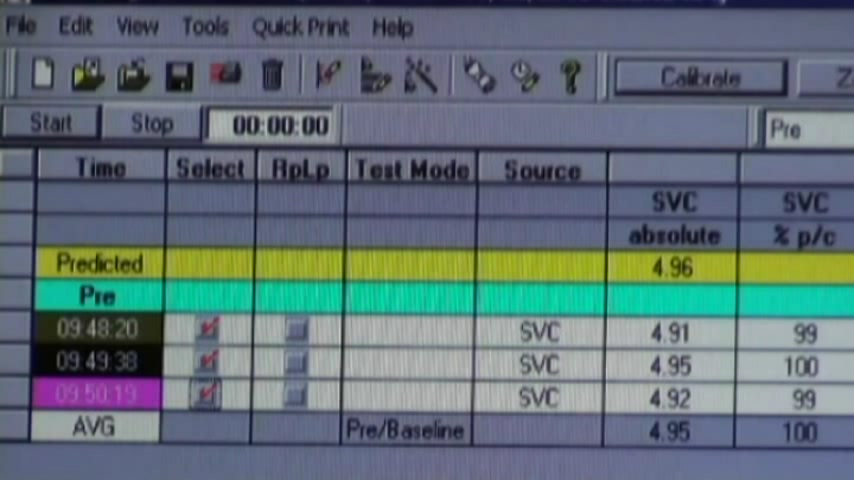 File Edit View Tools Quick Print Help
Calibrate
Start Stop 00:00:00 Pre
Time Select RpLp Test Mode Source
SVC SVC
absolute % p/c
Predicted 4.96
Pre
09:48:20 SVC 4.91 99
09:49:38 SVC 4.95 100
09:50:19 SVC 4.92 99
AVG Pre/Baseline 4.95 100